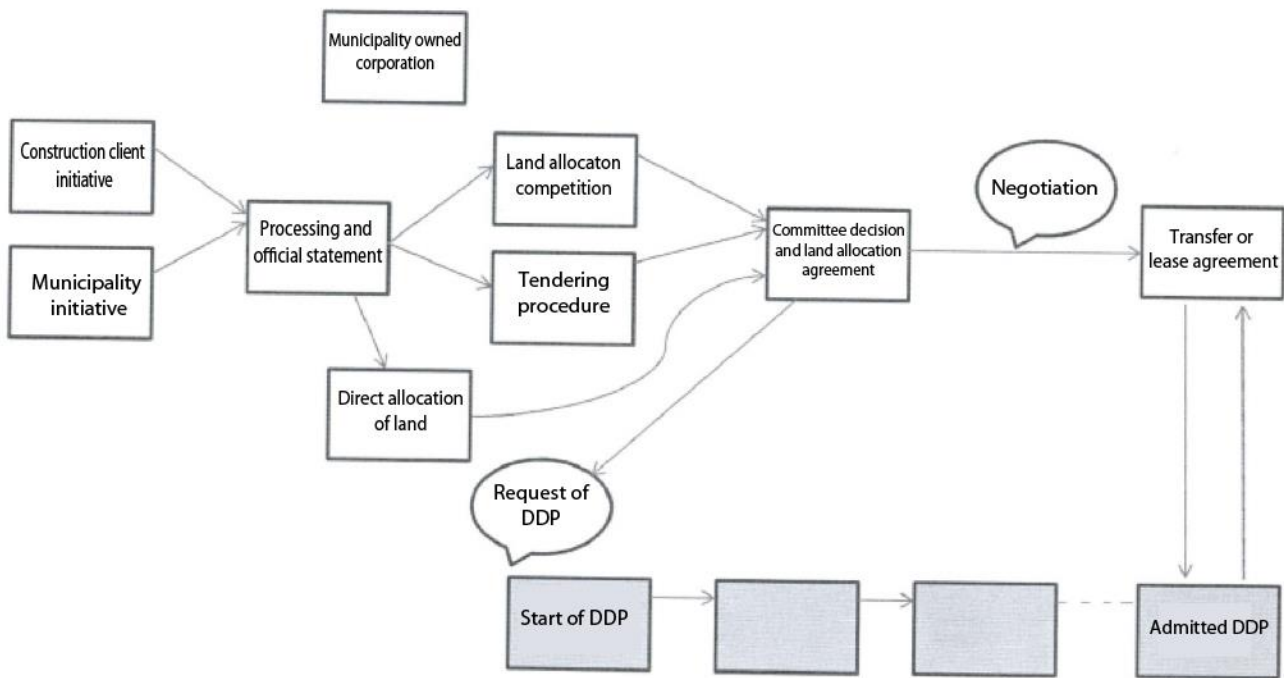 Municipality owned
corporation
Construction client
initiative
Land allocaton
competition
Negotiation
Processing and
official statement
Committee decision
and land allocation
agreement
Transfer or
lease agreement
Municipality
initiative
Tendering
procedure
Direct allocation
of land
Request of
DDP
Start of DDP
Admitted DDP